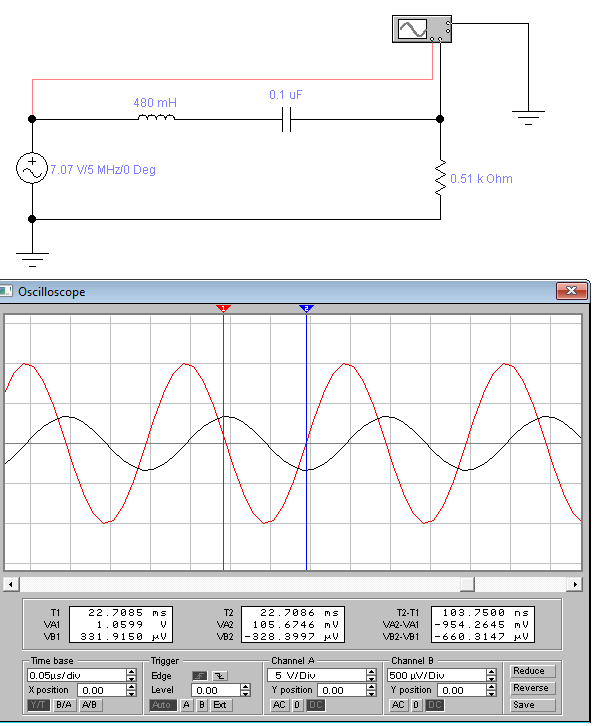 480 mH
0.1 uF
7.07 V/5 MHz/0 Deg
0.51 k Ohm
Oscilloscope
1
2
T1 22.7085 ms T2 22.7086 ms T2-T1 103.7500 ns
VA1 1.0599 V VA2 105.6746 mV VA2-VA1 -954.2645 mV
VB1 331.9150 µV VB2 -328.3997 µV VB2-VB1 -660.3147 µV
Time base Trigger Channel A Channel B
0.05µs/div Edge 5 V/Div 500 µV/Div Reduce
X position 0.00 Level 0.00 Y position 0.00 Y position 0.00 Reverse
Y/T B/A A/B Auto A B Ext AC 0 DC AC 0 DC Save